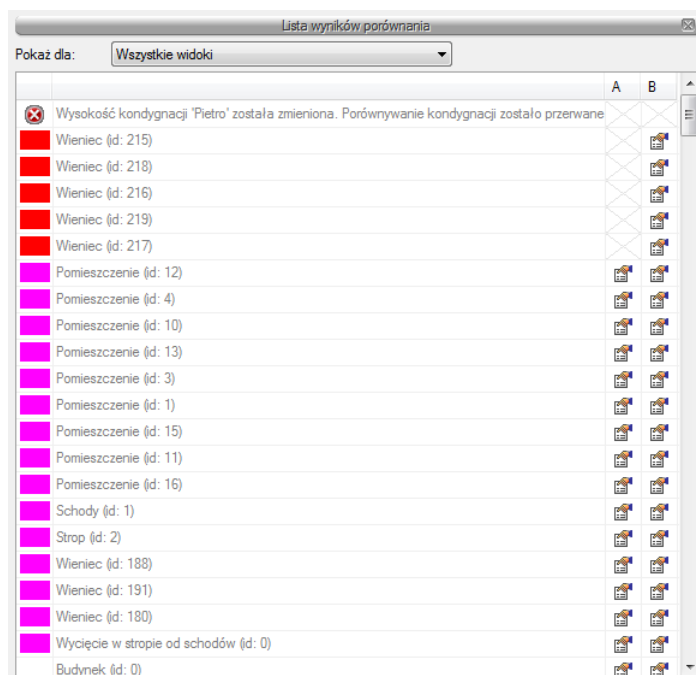 Lista wyników porównania
Pokaż dla: Wszystkie widoki
A B
Wysokość kondygnacji 'Pietro' została zmieniona. Porównywanie kondygnacji zostało przerwane
Wieniec (id: 215)
Wieniec (id: 218)
Wieniec (id: 216)
Wieniec (id: 219)
Wieniec (id: 217)
Pomieszczenie (id: 12)
Pomieszczenie (id: 4)
Pomieszczenie (id: 10)
Pomieszczenie (id: 13)
Pomieszczenie (id: 3)
Pomieszczenie (id: 1)
Pomieszczenie (id: 15)
Pomieszczenie (id: 11)
Pomieszczenie (id: 16)
Schody (id: 1)
Strop (id: 2)
Wieniec (id: 188)
Wieniec (id: 191)
Wieniec (id: 180)
Wycięcie w stropie od schodów (id: 0)
Budynek (id: 0)